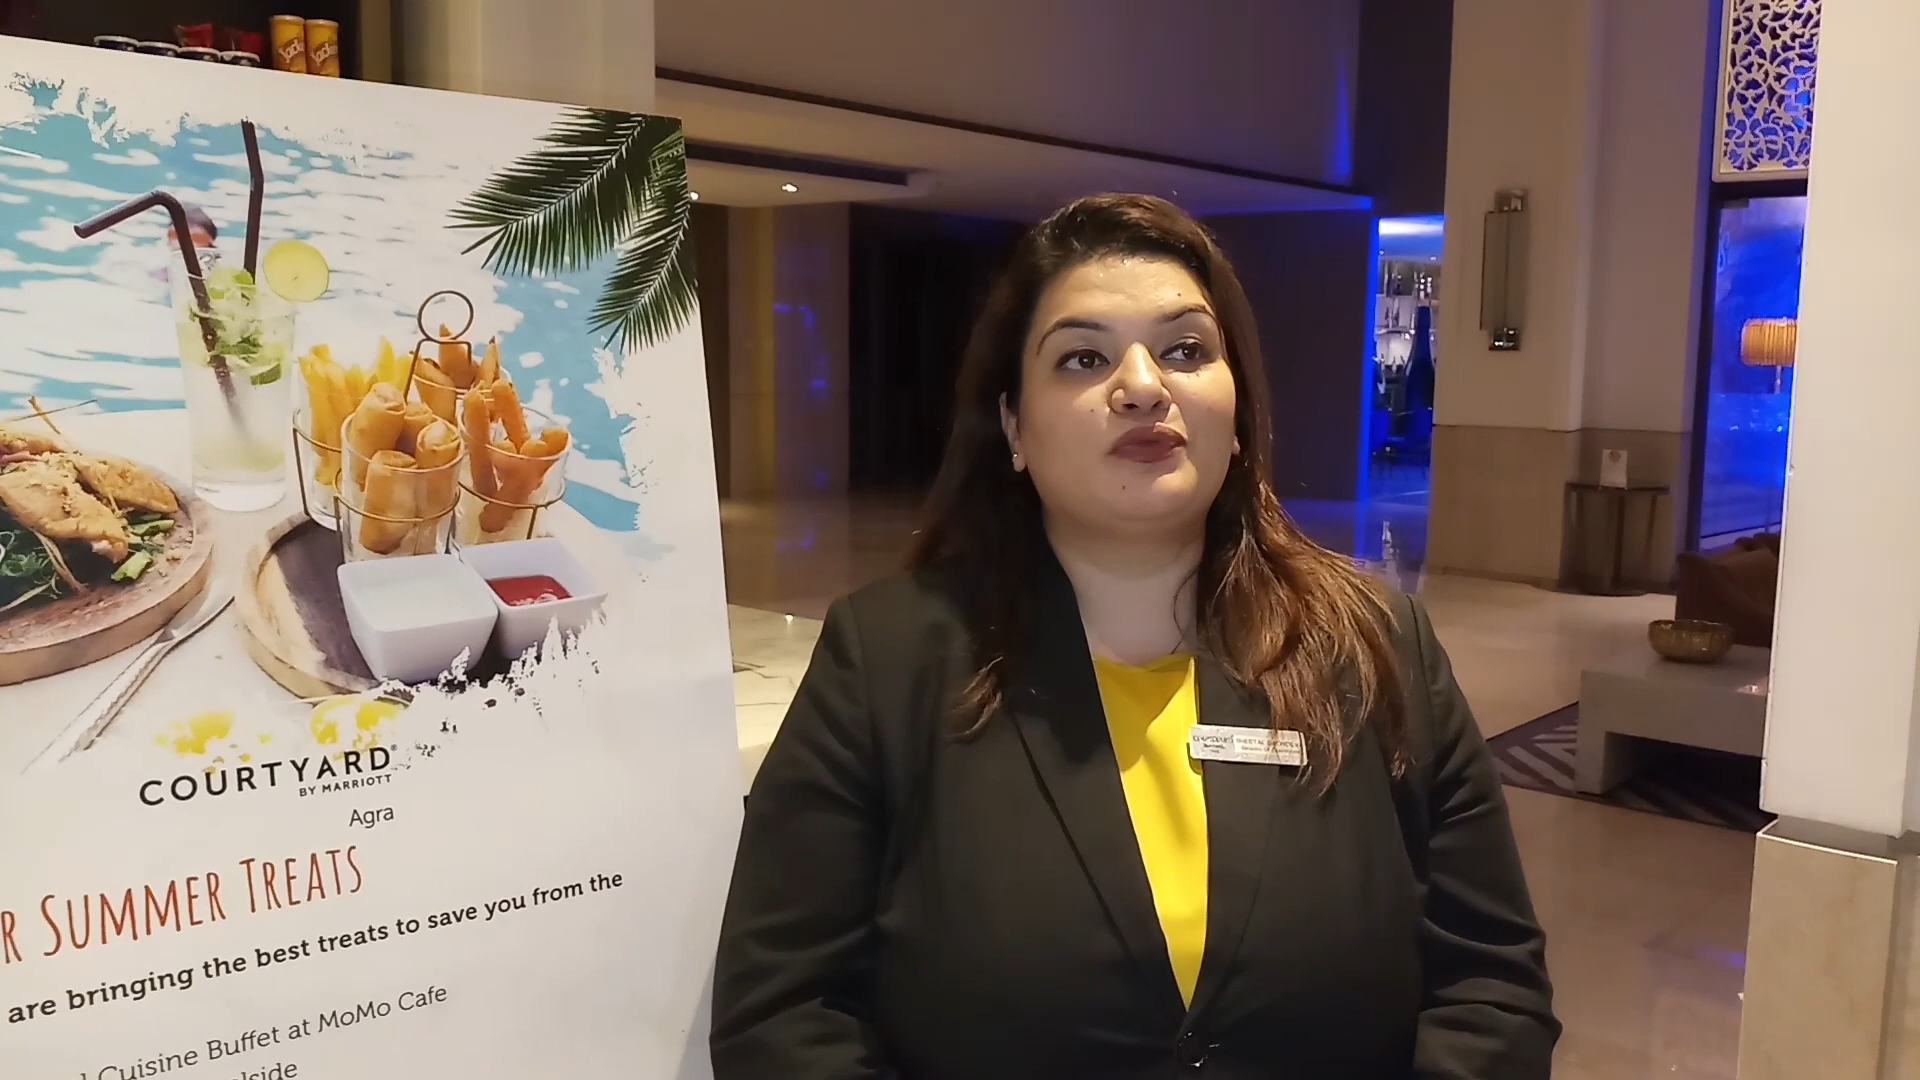 COURTYARD
BY MARRIOTT
Agra
R SUMMER TREATS
are bringing the best treats to save you from the
Cuisine Buffet at MoMo Cafe
lside